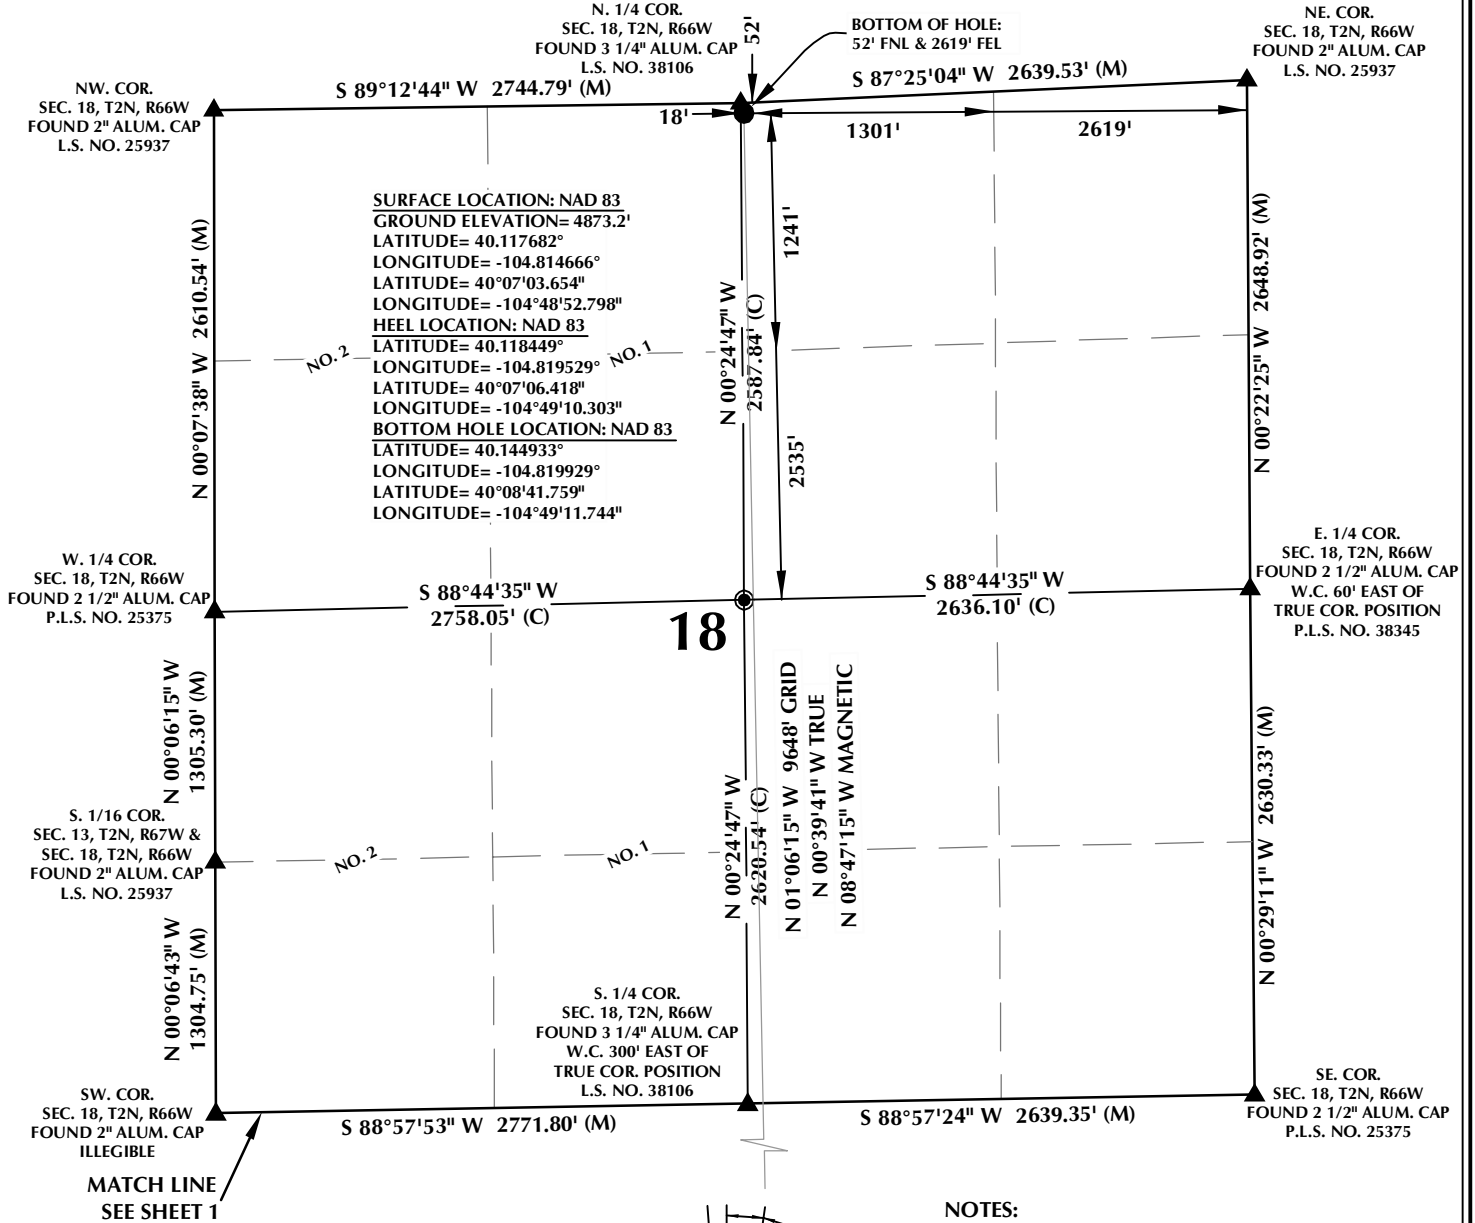 N. 1/4 COR.
SEC. 18, T2N, R66W
FOUND 3 1/4" ALUM. CAP
L.S. NO. 38106
52'
BOTTOM OF HOLE:
52' FNL & 2619' FEL
NE. COR.
SEC. 18, T2N, R66W
FOUND 2" ALUM. CAP
L.S. NO. 25937
NW. COR.
SEC. 18, T2N, R66W
FOUND 2" ALUM. CAP
L.S. NO. 25937
S 89°12'44" W 2744.79' (M)
S 87°25'04" W 2639.53' (M)
18'
1301'
2619'
SURFACE LOCATION: NAD 83
GROUND ELEVATION= 4873.2'
LATITUDE= 40.117682°
LONGITUDE= -104.814666°
LATITUDE= 40°07'03.654"
LONGITUDE= -104°48'52.798"
HEEL LOCATION: NAD 83
LATITUDE= 40.118449°
LONGITUDE= -104.819529°
LATITUDE= 40°07'06.418"
LONGITUDE= -104°49'10.303"
BOTTOM HOLE LOCATION: NAD 83
LATITUDE= 40.144933°
LONGITUDE= -104.819929°
LATITUDE= 40°08'41.759"
LONGITUDE= -104°49'11.744"
N 00°07'38" W 2610.54' (M)
NO. 2
NO. 1
N 00°24'47" W
2587.84' (C)
1241'
2535'
N 00°22'25" W 2648.92' (M)
W. 1/4 COR.
SEC. 18, T2N, R66W
FOUND 2 1/2" ALUM. CAP
P.L.S. NO. 25375
S 88°44'35" W
2758.05' (C)
S 88°44'35" W
2636.10' (C)
E. 1/4 COR.
SEC. 18, T2N, R66W
FOUND 2 1/2" ALUM. CAP
W.C. 60' EAST OF
TRUE COR. POSITION
P.L.S. NO. 38345
18
N 00°06'15" W
1305.30' (M)
N 01°06'15" W 9648' GRID
N 00°39'41" W TRUE
N 08°47'15" W MAGNETIC
N 00°24'47" W
2620.54' (C)
N 00°29'11" W 2630.33' (M)
S. 1/16 COR.
SEC. 13, T2N, R67W &
SEC. 18, T2N, R66W
FOUND 2" ALUM. CAP
L.S. NO. 25937
NO. 2
NO. 1
N 00°06'43" W
1304.75' (M)
S. 1/4 COR.
SEC. 18, T2N, R66W
FOUND 3 1/4" ALUM. CAP
W.C. 300' EAST OF
TRUE COR. POSITION
L.S. NO. 38106
SW. COR.
SEC. 18, T2N, R66W
FOUND 2" ALUM. CAP
ILLEGIBLE
S 88°57'53" W 2771.80' (M)
S 88°57'24" W 2639.35' (M)
SE. COR.
SEC. 18, T2N, R66W
FOUND 2 1/2" ALUM. CAP
P.L.S. NO. 25375
MATCH LINE
SEE SHEET 1
NOTES: